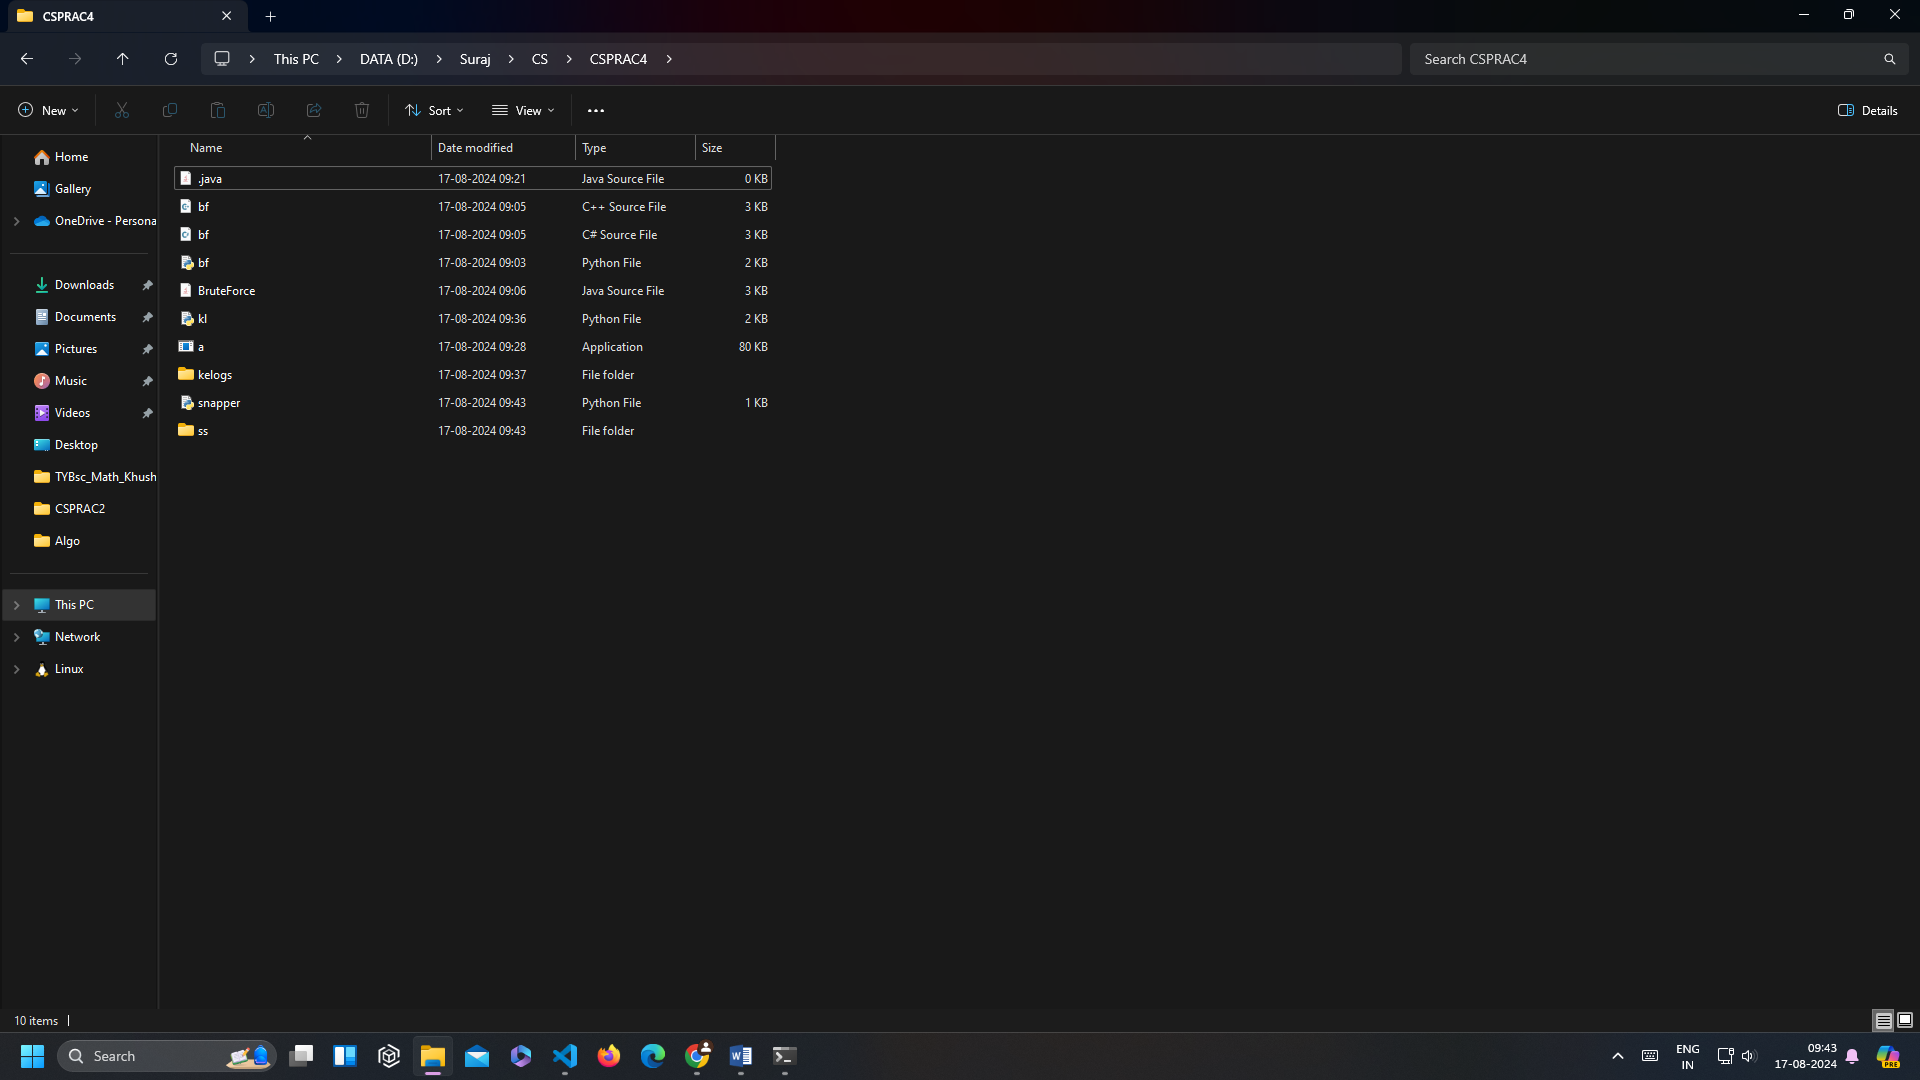 CSPRAC4
This PC > DATA (D:) > Suraj > CS > CSPRAC4 >
Search CSPRAC4
New
Sort
View
Details
Home
Gallery
OneDrive - Persona
Downloads
Documents
Pictures
Music
Videos
Desktop
TYBsc_Math_Khush
CSPRAC2
Algo
This PC
Network
Linux
Name Date modified Type Size
.java 17-08-2024 09:21 Java Source File 0 KB
bf 17-08-2024 09:05 C++ Source File 3 KB
bf 17-08-2024 09:05 C# Source File 3 KB
bf 17-08-2024 09:03 Python File 2 KB
BruteForce 17-08-2024 09:06 Java Source File 3 KB
kl 17-08-2024 09:36 Python File 2 KB
a 17-08-2024 09:28 Application 80 KB
kelogs 17-08-2024 09:37 File folder
snapper 17-08-2024 09:43 Python File 1 KB
ss 17-08-2024 09:43 File folder
10 items
Search
ENG
IN
09:43
17-08-2024
PRE